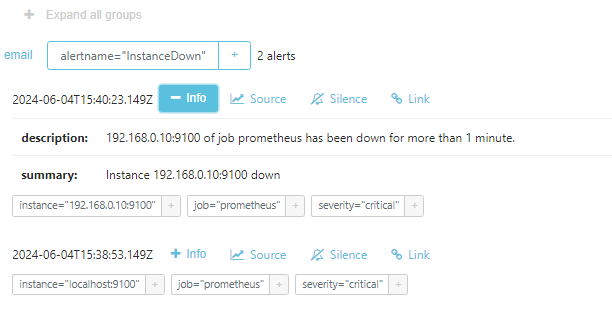 + Expand all groups
email alertname="InstanceDown" + 2 alerts
2024-06-04T15:40:23.149Z − Info Source Silence Link
description: 192.168.0.10:9100 of job prometheus has been down for more than 1 minute.
summary: Instance 192.168.0.10:9100 down
instance="192.168.0.10:9100" + job="prometheus" + severity="critical" +
2024-06-04T15:38:53.149Z + Info Source Silence Link
instance="localhost:9100" + job="prometheus" + severity="critical" +